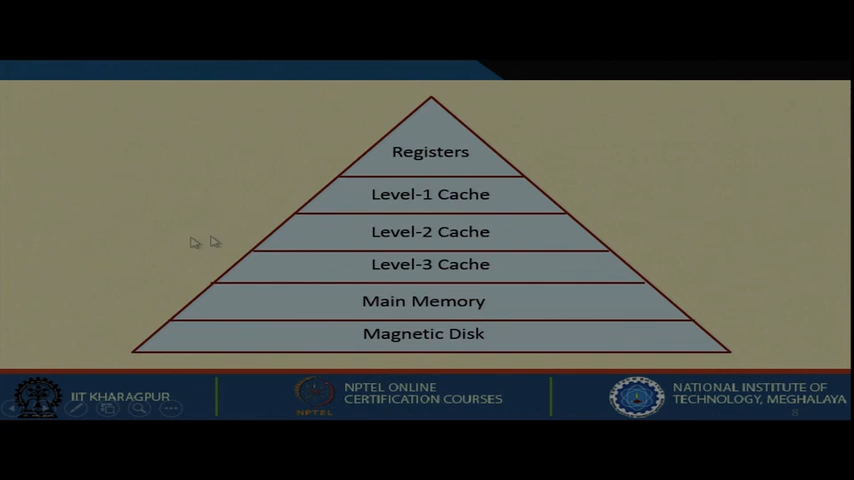 Registers
Level-1 Cache
Level-2 Cache
Level-3 Cache
Main Memory
Magnetic Disk
IIT KHARAGPUR
NPTEL
NPTEL ONLINE
CERTIFICATION COURSES
NATIONAL INSTITUTE OF
TECHNOLOGY, MEGHALAYA
8